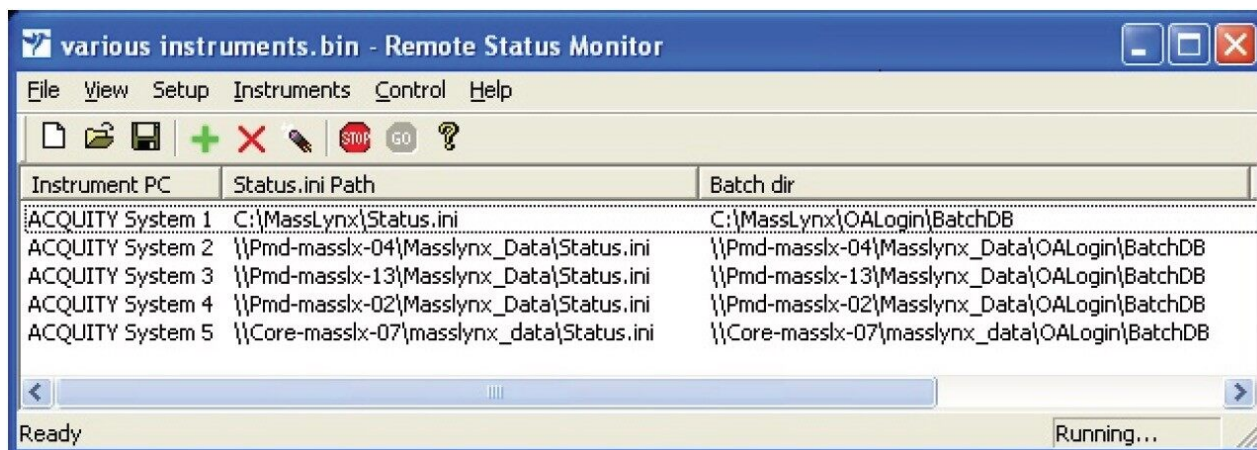 various instruments.bin - Remote Status Monitor
File View Setup Instruments Control Help
STOP GO ?
Instrument PC Status.ini Path Batch dir
ACQUITY System 1 C:\MassLynx\Status.ini C:\MassLynx\OALogin\BatchDB
ACQUITY System 2 \\Pmd-masslx-04\Masslynx_Data\Status.ini \\Pmd-masslx-04\Masslynx_Data\OALogin\BatchDB
ACQUITY System 3 \\Pmd-masslx-13\Masslynx_Data\Status.ini \\Pmd-masslx-13\Masslynx_Data\OALogin\BatchDB
ACQUITY System 4 \\Pmd-masslx-02\Masslynx_Data\Status.ini \\Pmd-masslx-02\Masslynx_Data\OALogin\BatchDB
ACQUITY System 5 \\Core-masslx-07\masslynx_data\Status.ini \\Core-masslx-07\masslynx_data\OALogin\BatchDB
Ready Running...